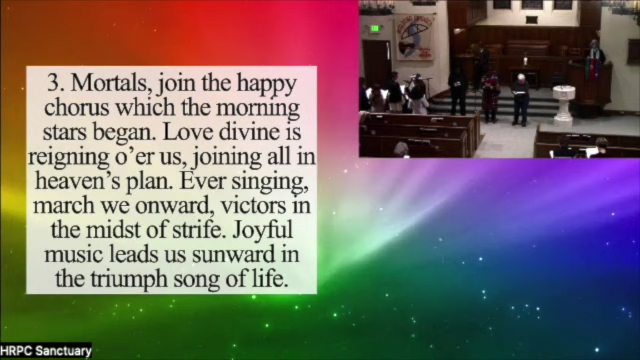 3. Mortals, join the happy
chorus which the morning
stars began. Love divine is
reigning o’er us, joining all in
heaven’s plan. Ever singing,
march we onward, victors in
the midst of strife. Joyful
music leads us sunward in
the triumph song of life.
HRPC Sanctuary